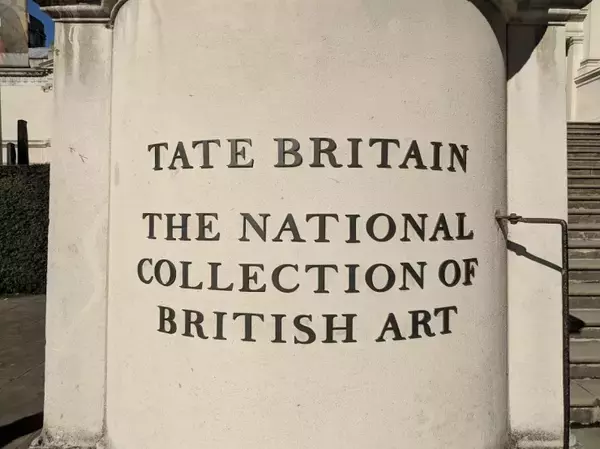 TATE BRITAIN
THE NATIONAL
COLLECTION OF
BRITISH ART